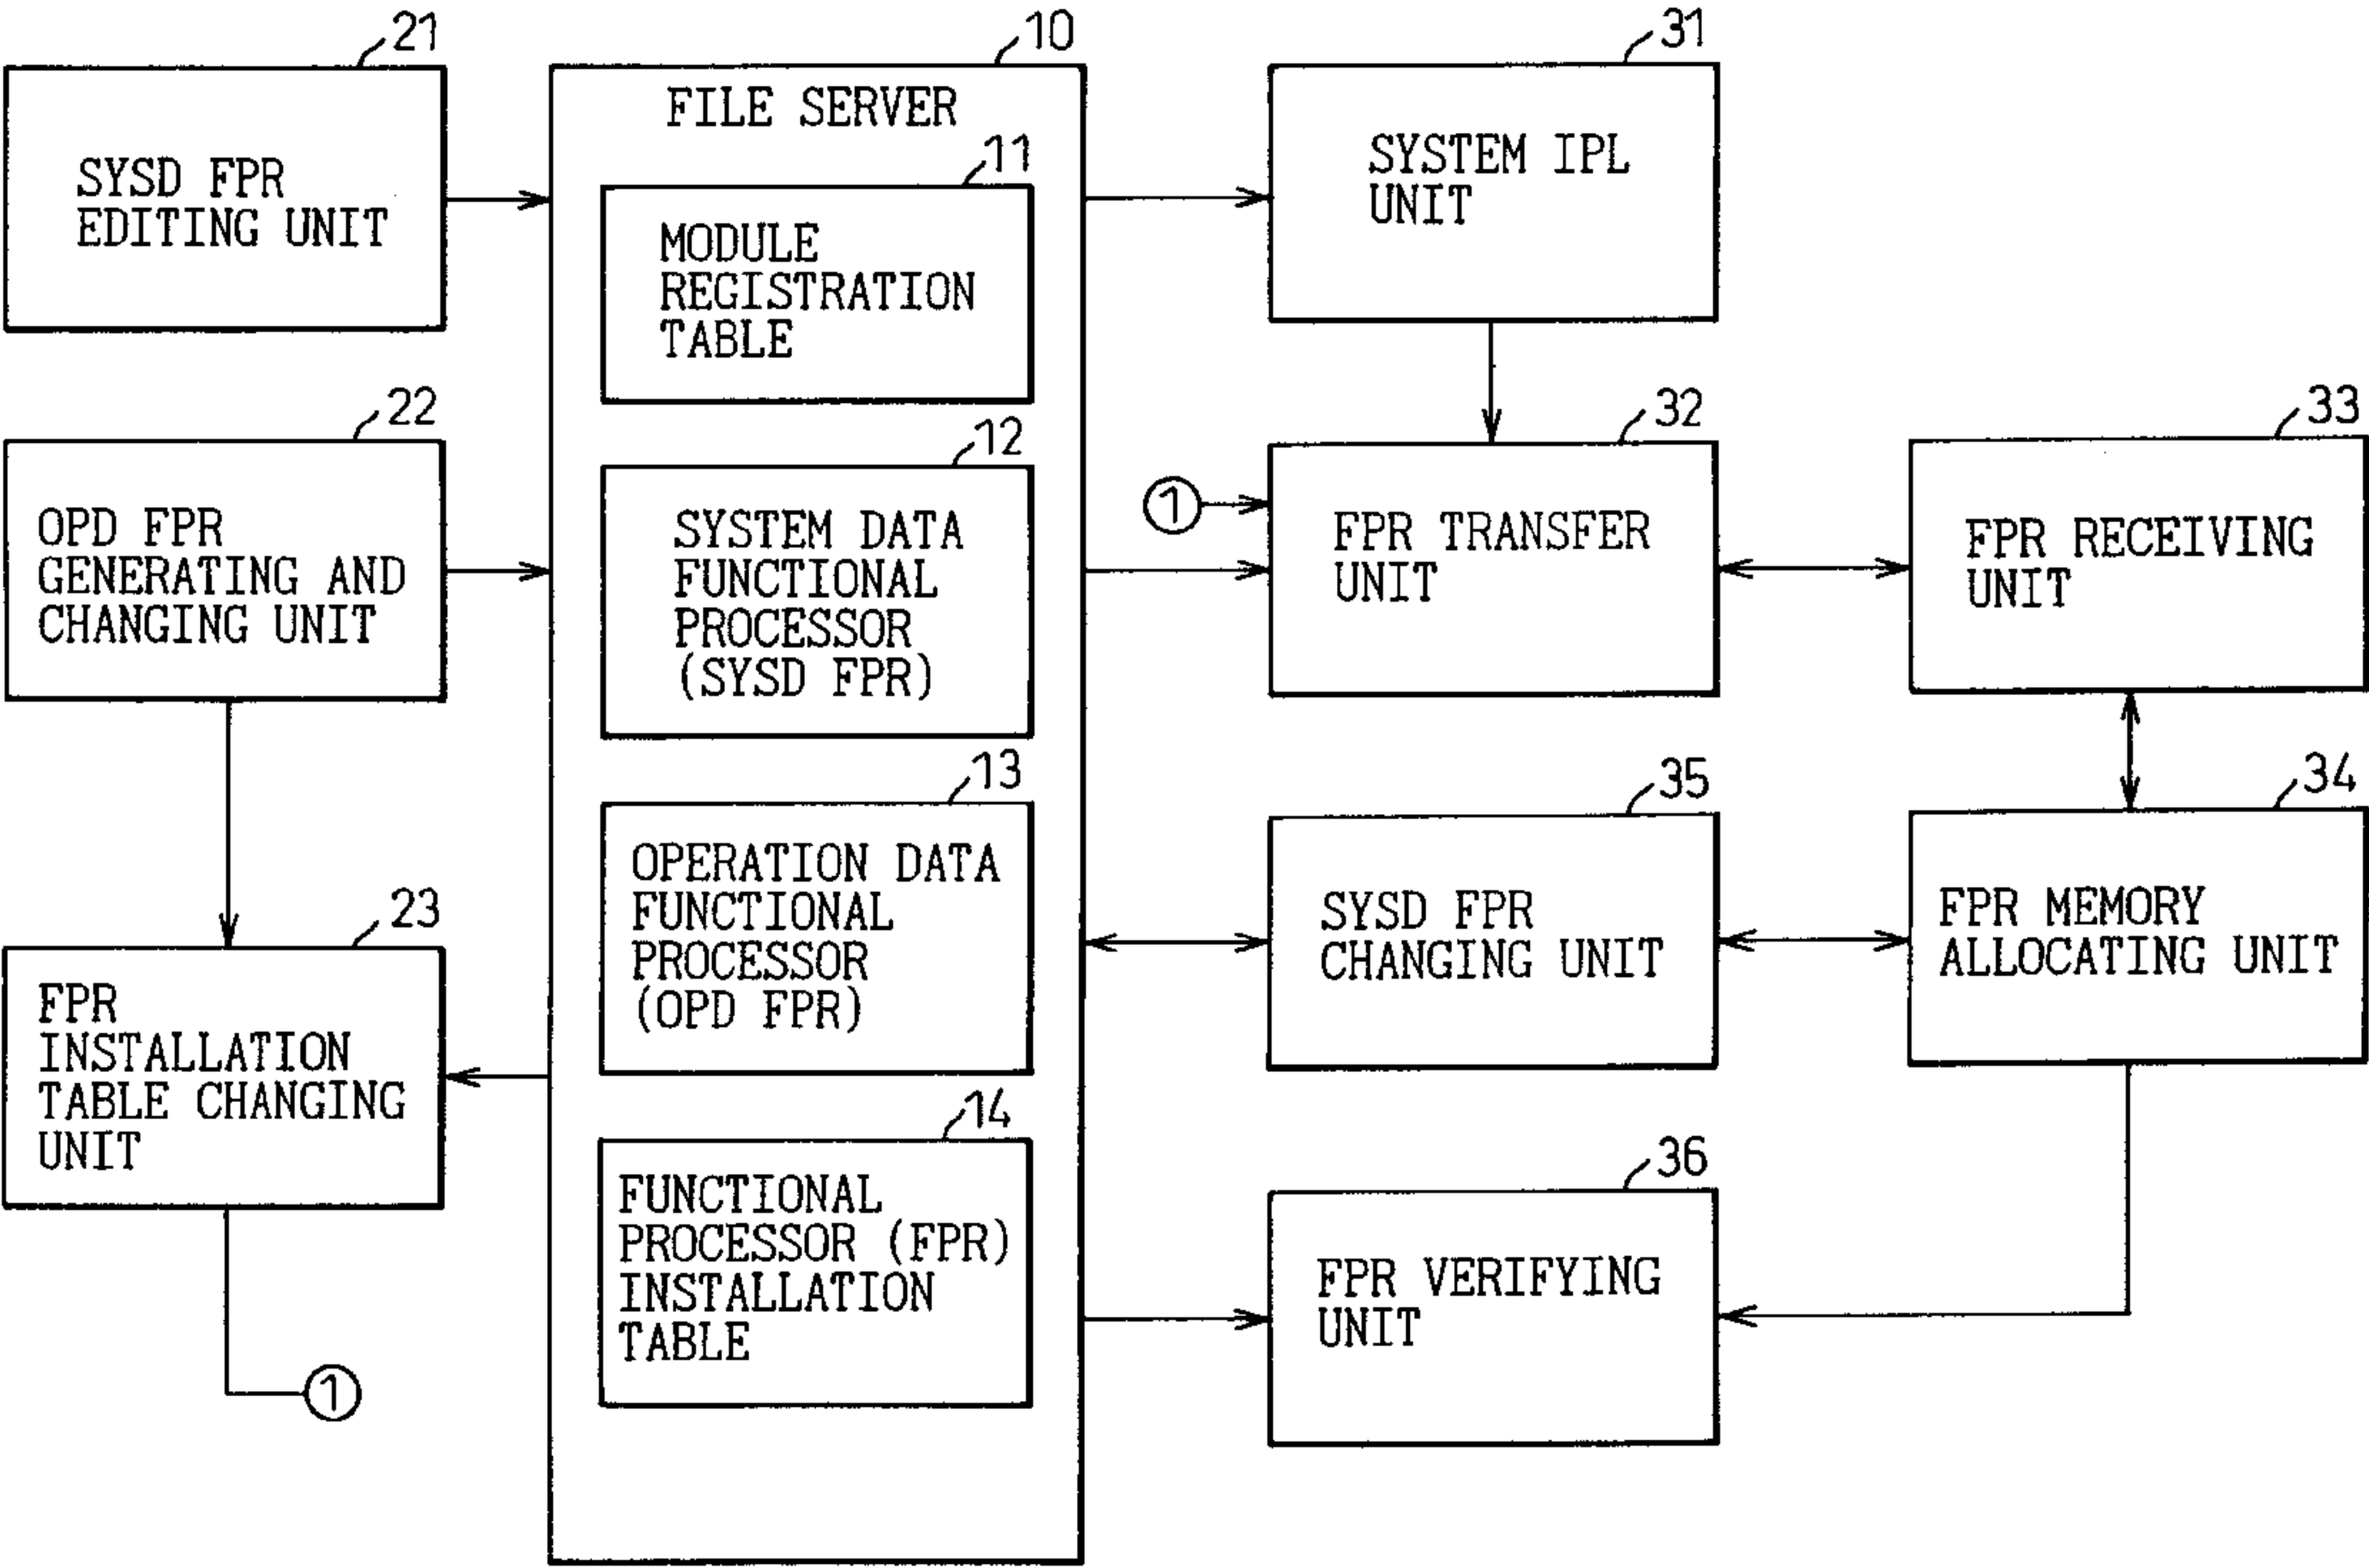 21
SYSD FPR
EDITING UNIT
22
OPD FPR
GENERATING AND
CHANGING UNIT
23
FPR
INSTALLATION
TABLE CHANGING
UNIT
1
10
FILE SERVER
11
MODULE
REGISTRATION
TABLE
12
SYSTEM DATA
FUNCTIONAL
PROCESSOR
(SYSD FPR)
13
OPERATION DATA
FUNCTIONAL
PROCESSOR
(OPD FPR)
14
FUNCTIONAL
PROCESSOR (FPR)
INSTALLATION
TABLE
31
SYSTEM IPL
UNIT
1
32
FPR TRANSFER
UNIT
33
FPR RECEIVING
UNIT
35
SYSD FPR
CHANGING UNIT
34
FPR MEMORY
ALLOCATING UNIT
36
FPR VERIFYING
UNIT